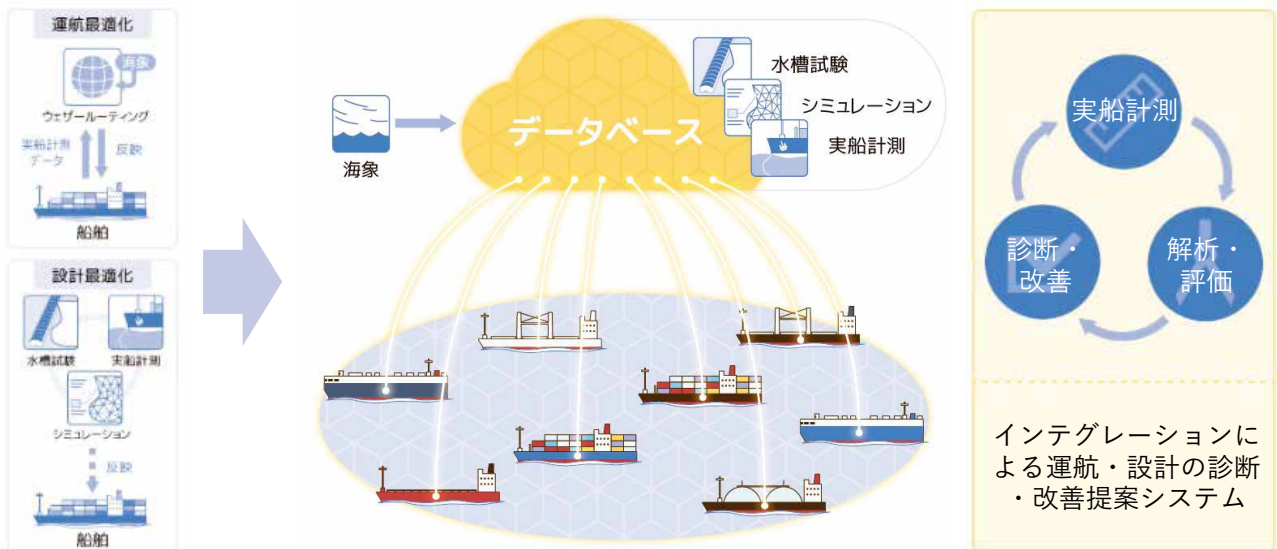 運航最適化
海象
ウェザールーティング
実船計測
データ
反映
船舶
設計最適化
水槽試験
実船計測
シミュレーション
反映
船舶
海象
データベース
水槽試験
シミュレーション
実船計測
実船計測
診断・
改善
解析・
評価
インテグレーションに
よる運航・設計の診断
・改善提案システム